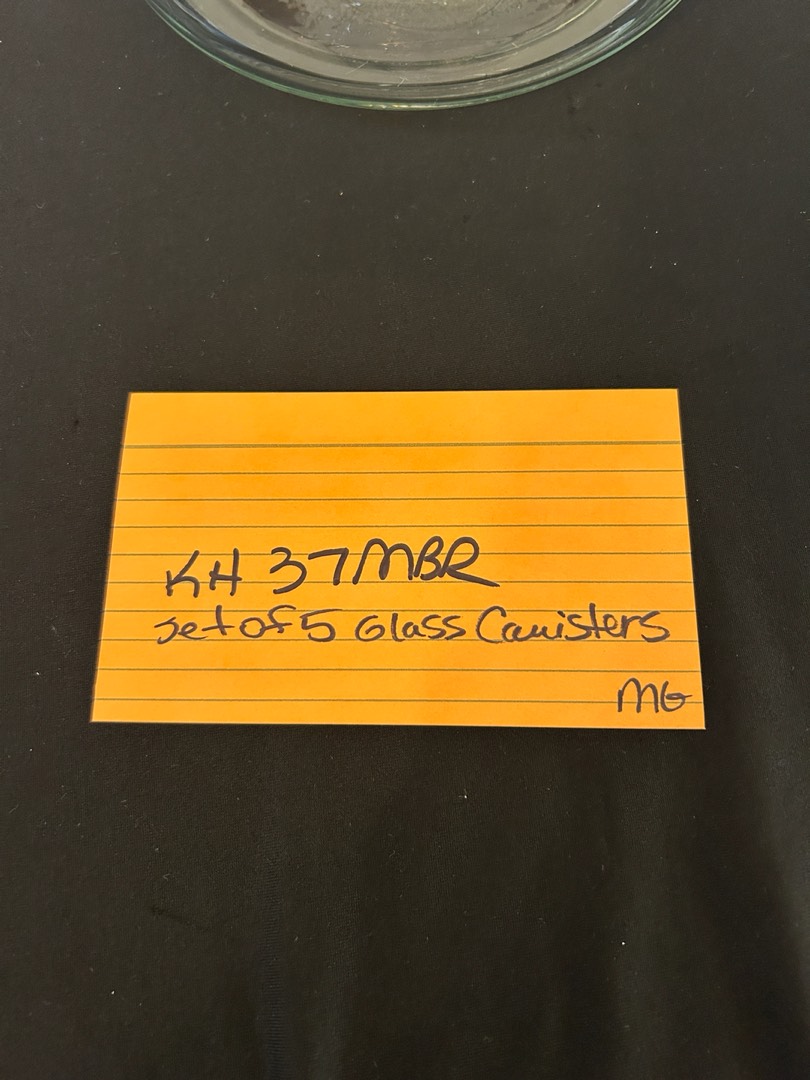 KH 37MBR
set of 5 Glass Canisters
MG